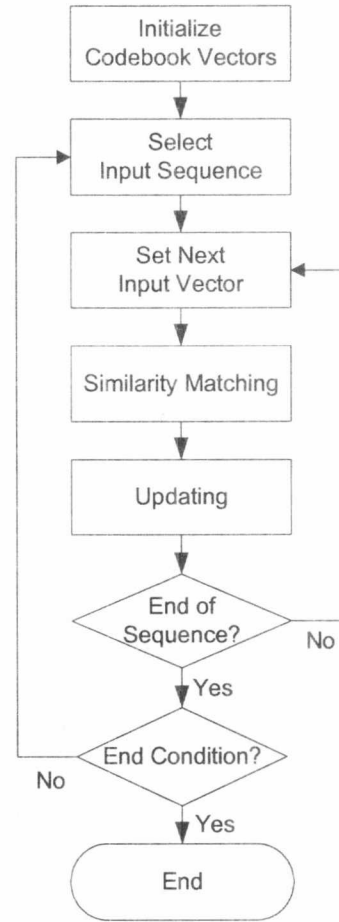 Initialize
Codebook Vectors
Select
Input Sequence
Set Next
Input Vector
Similarity Matching
Updating
End of
Sequence?
No
Yes
End Condition?
No
Yes
End